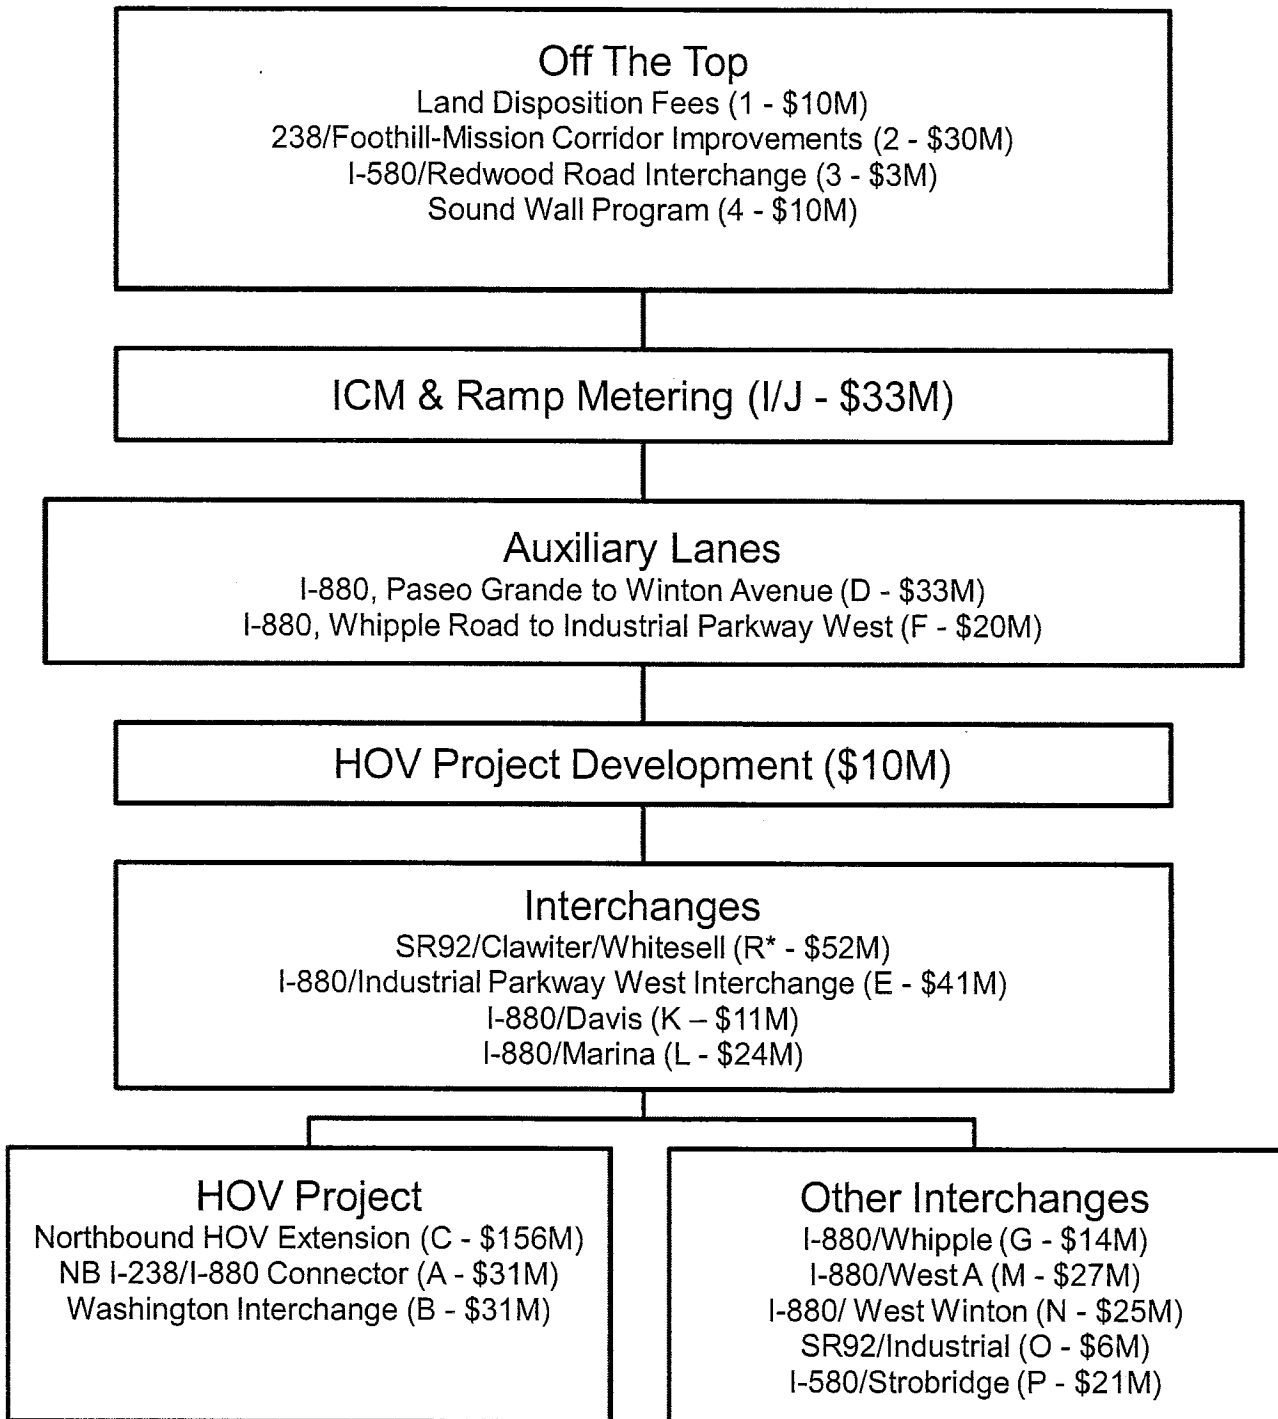 Off The Top
Land Disposition Fees (1 - $10M)
238/Foothill-Mission Corridor Improvements (2 - $30M)
I-580/Redwood Road Interchange (3 - $3M)
Sound Wall Program (4 - $10M)
ICM & Ramp Metering (I/J - $33M)
Auxiliary Lanes
I-880, Paseo Grande to Winton Avenue (D - $33M)
I-880, Whipple Road to Industrial Parkway West (F - $20M)
HOV Project Development ($10M)
Interchanges
SR92/Clawiter/Whitesell (R* - $52M)
I-880/Industrial Parkway West Interchange (E - $41M)
I-880/Davis (K – $11M)
I-880/Marina (L - $24M)
HOV Project
Northbound HOV Extension (C - $156M)
NB I-238/I-880 Connector (A - $31M)
Washington Interchange (B - $31M)
Other Interchanges
I-880/Whipple (G - $14M)
I-880/West A (M - $27M)
I-880/ West Winton (N - $25M)
SR92/Industrial (O - $6M)
I-580/Strobridge (P - $21M)